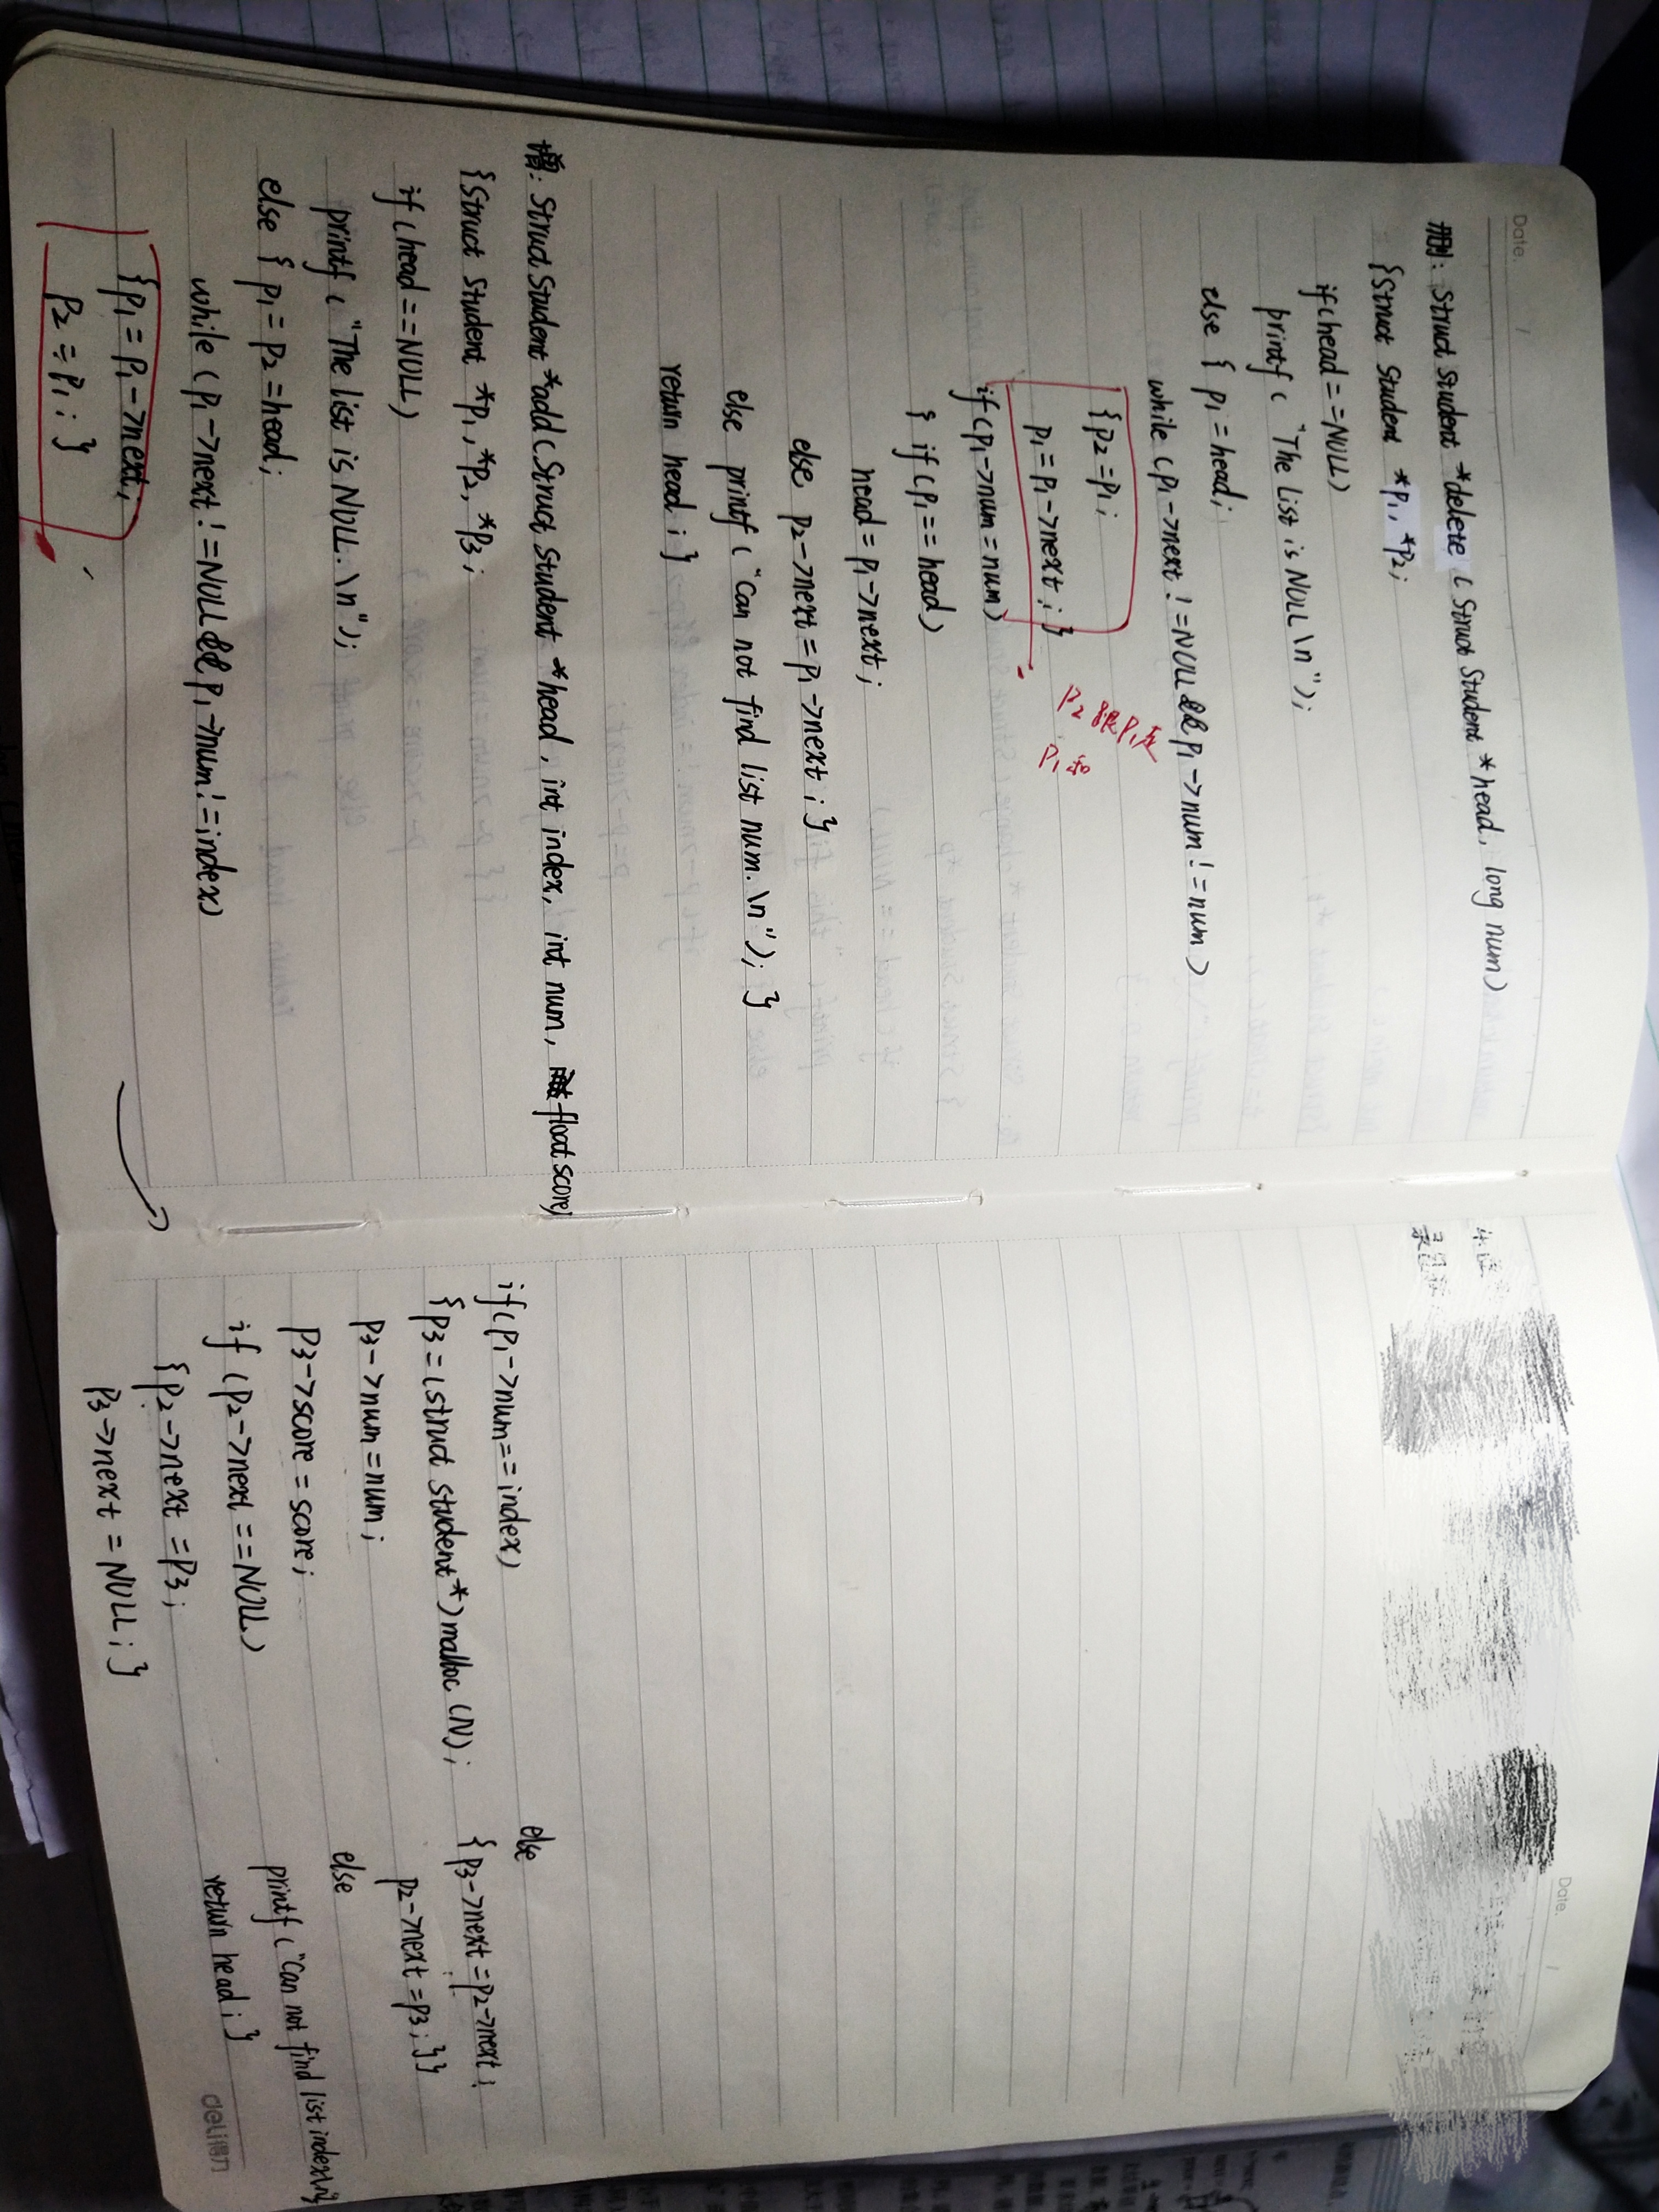 Date. /
删: Struct Student *delete (Struct Student *head, long num)
{Struct Student *p1, *p2;
if(head==NULL)
printf("The List is NULL\n");
else { p1=head;
while (p1->next!=NULL&&p1->num!=num)
{p2=p1;
p1=p1->next;}
p2跟p1反
if(p1->num=num)
{ if(p1==head)
head=p1->next;
else p2->next=p1->next;}
else printf("Can not find list num.\n");}
return head;}
增: Struct Student *add(Struct Student *head, int index, int num, float score)
{Struct Student *p1,*p2,*p3;
if(head==NULL)
printf("The list is NULL.\n");
else {p1=p2=head;
while (p1->next!=NULL&&p1->num!=index)
{p1=p1->next;
p2=p1;}
Date. /
if(p1->num==index)
{p3=(struct student*)malloc(N);
p3->num=num;
p3->score=score;
if(p2->next==NULL)
{p2->next=p3;
p3->next=NULL;}
else
{p3->next=p2->next;
p2->next=p3;}}
else
printf("Can not find list index\n")
return head;}
deli